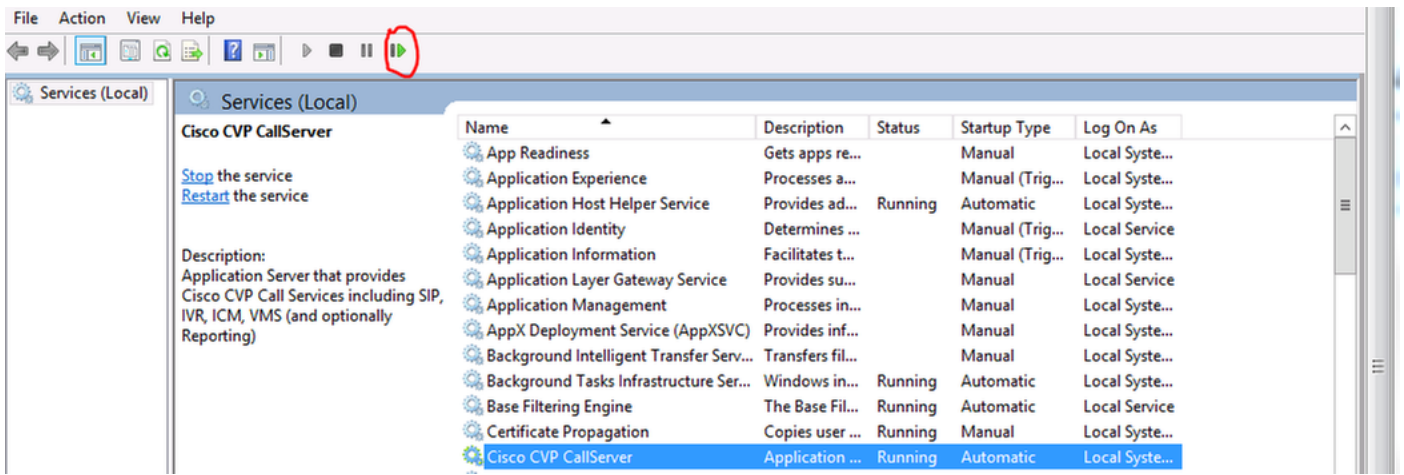 File Action View Help
Services (Local)
Services (Local)
Cisco CVP CallServer
Stop the service
Restart the service
Description:
Application Server that provides
Cisco CVP Call Services including SIP,
IVR, ICM, VMS (and optionally
Reporting)
Name Description Status Startup Type Log On As
App Readiness Gets apps re... Manual Local Syste...
Application Experience Processes a... Manual (Trig... Local Syste...
Application Host Helper Service Provides ad... Running Automatic Local Syste...
Application Identity Determines ... Manual (Trig... Local Service
Application Information Facilitates t... Manual (Trig... Local Syste...
Application Layer Gateway Service Provides su... Manual Local Service
Application Management Processes in... Manual Local Syste...
AppX Deployment Service (AppXSVC) Provides inf... Manual Local Syste...
Background Intelligent Transfer Serv... Transfers fil... Manual Local Syste...
Background Tasks Infrastructure Ser... Windows in... Running Automatic Local Syste...
Base Filtering Engine The Base Fil... Running Automatic Local Service
Certificate Propagation Copies user ... Running Manual Local Syste...
Cisco CVP CallServer Application ... Running Automatic Local Syste...